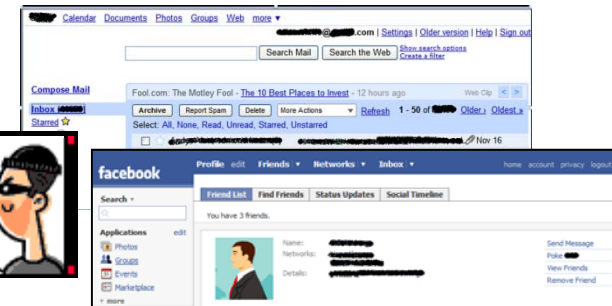 Calendar Documents Photos Groups Web more ▼
.com | Settings | Older version | Help | Sign out
Search Mail Search the Web Show search options
Create a filter
Compose Mail
Fool.com: The Motley Fool - The 10 Best Places to Invest - 12 hours ago Web Clip < >
Inbox
Archive Report Spam Delete More Actions ▼ Refresh 1 - 50 of Older › Oldest »
Starred
Select: All, None, Read, Unread, Starred, Unstarred
Nov 16
facebook
Profile edit Friends ▼ Networks ▼ Inbox ▼ home account privacy logout
Search ▼
Friend List Find Friends Status Updates Social Timeline
You have 3 friends.
Applications edit
Photos
Groups
Events
Marketplace
▼ more
Name:
Networks:
Details:
Send Message
Poke
View Friends
Remove Friend